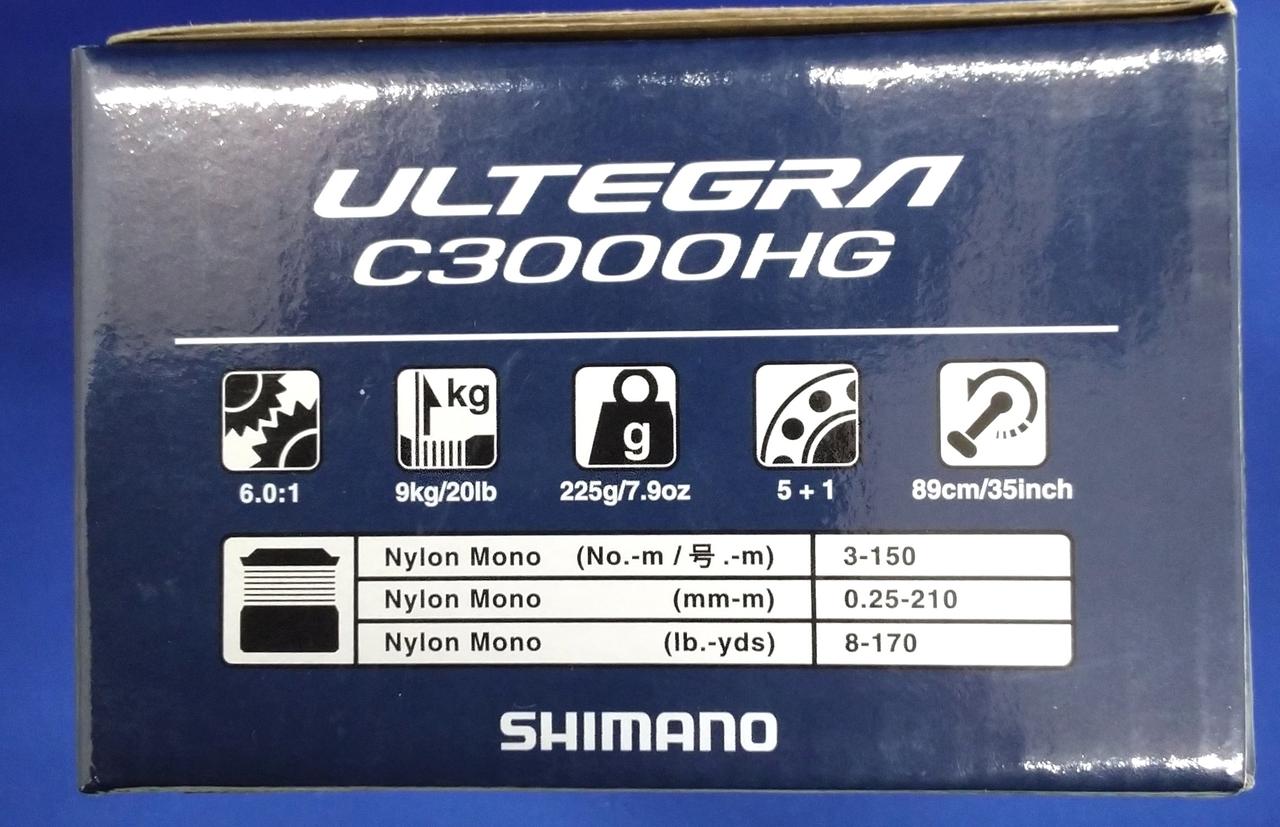 ULTEGRA
C3000HG
kg g
6.0:1 9kg/20lb 225g/7.9oz 5 + 1 89cm/35inch
Nylon Mono (No.-m / 号 .-m) 3-150
Nylon Mono (mm-m) 0.25-210
Nylon Mono (lb.-yds) 8-170
SHIMANO